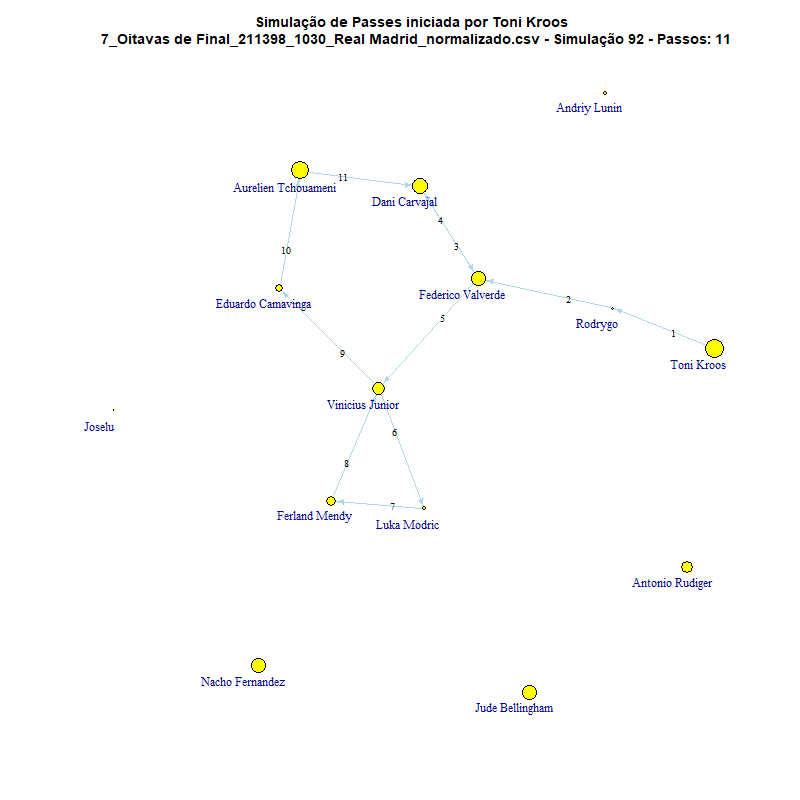 Simulação de Passes iniciada por Toni Kroos
7_Oitavas de Final_211398_1030_Real Madrid_normalizado.csv - Simulação 92 - Passos: 11
Andriy Lunin
11
Aurelien Tchouameni
Dani Carvajal
4
3
10
Federico Valverde
Eduardo Camavinga
2
Rodrygo
5
1
9
Toni Kroos
Vinicius Junior
Joselu
6
8
7
Ferland Mendy
Luka Modric
Antonio Rudiger
Nacho Fernandez
Jude Bellingham